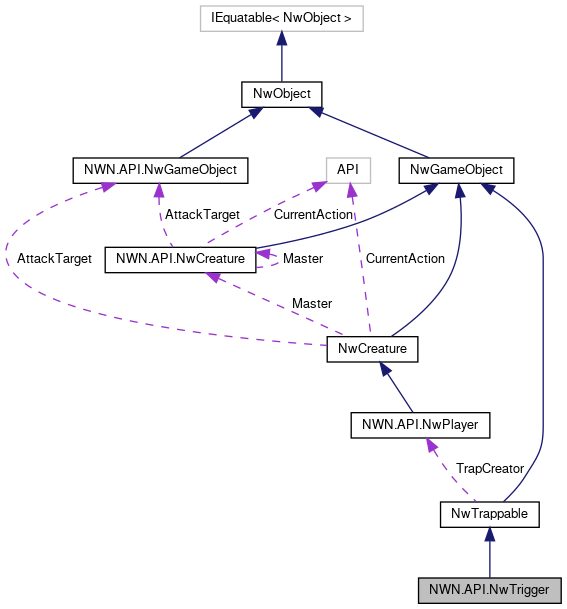 IEquatable< NwObject >
NwObject
NWN.API.NwGameObject
API
NwGameObject
AttackTarget
CurrentAction
AttackTarget
NWN.API.NwCreature
Master
CurrentAction
Master
NwCreature
NWN.API.NwPlayer
TrapCreator
NwTrappable
NWN.API.NwTrigger